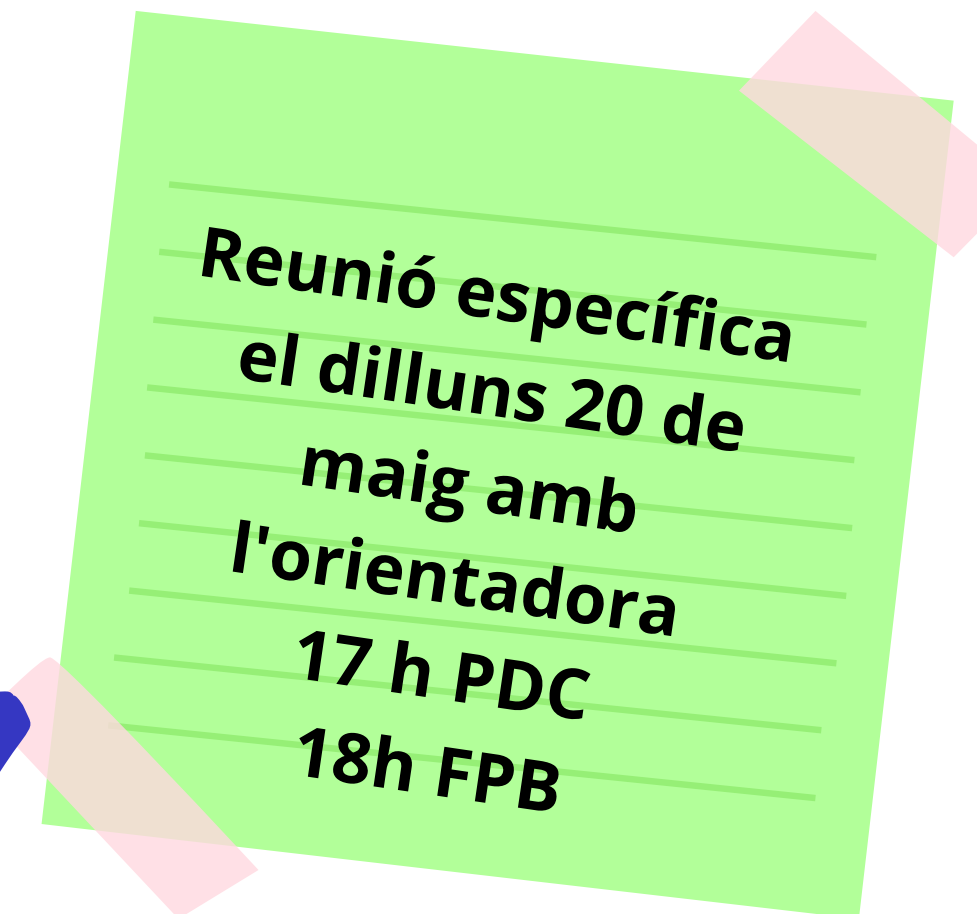 Reunió específica
el dilluns 20 de
maig amb
l'orientadora
17 h PDC
18h FPB